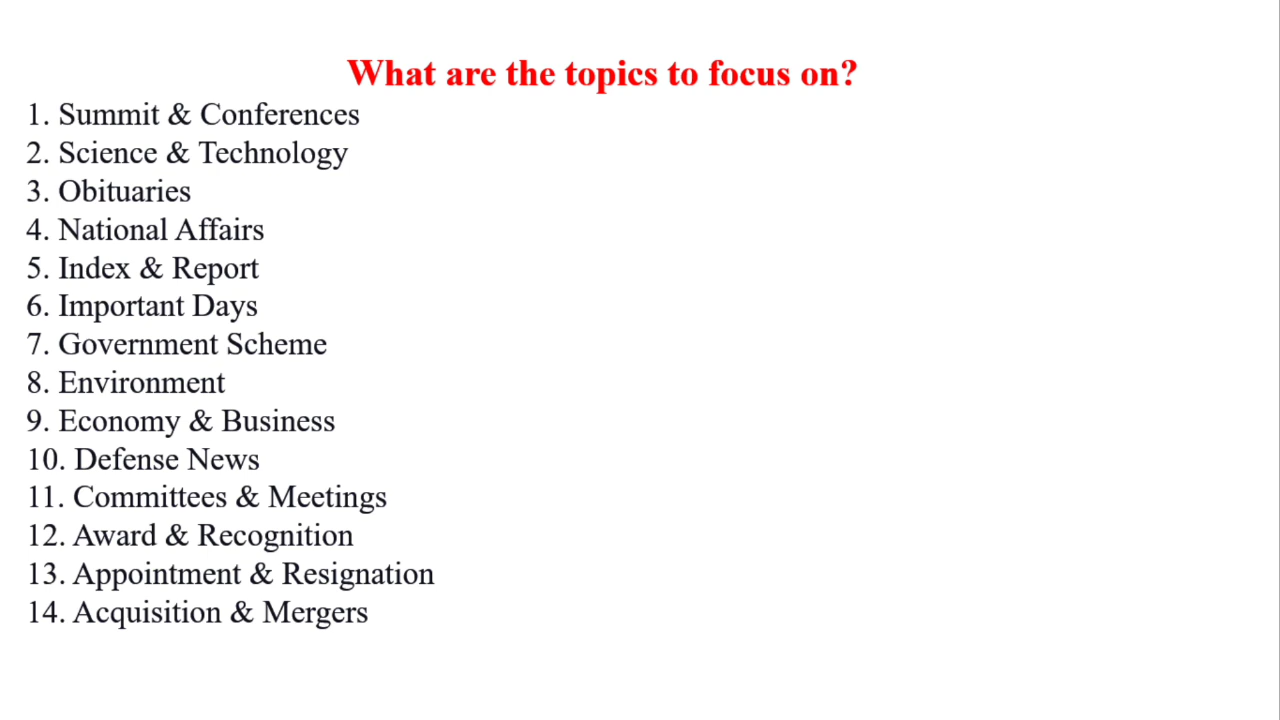 What are the topics to focus on?
1. Summit & Conferences
2. Science & Technology
3. Obituaries
4. National Affairs
5. Index & Report
6. Important Days
7. Government Scheme
8. Environment
9. Economy & Business
10. Defense News
11. Committees & Meetings
12. Award & Recognition
13. Appointment & Resignation
14. Acquisition & Mergers